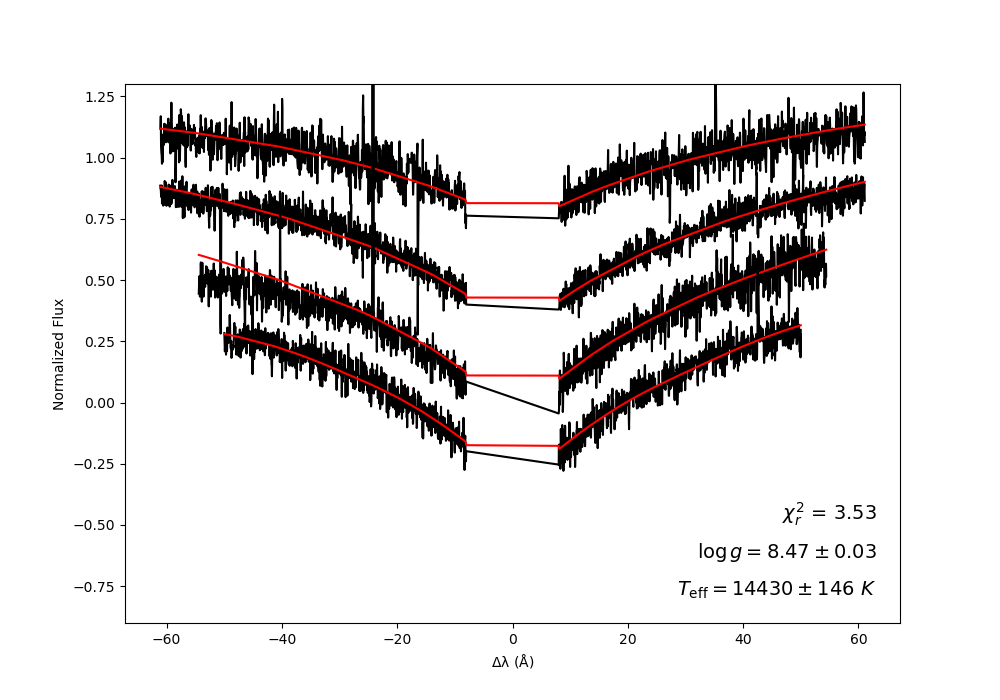 Normalized Flux
1.25
1.00
0.75
0.50
0.25
0.00
−0.25
−0.50
−0.75
χ²ᵣ = 3.53
log g = 8.47 ± 0.03
T_eff = 14430 ± 146 K
−60 −40 −20 0 20 40 60
Δλ (Å)